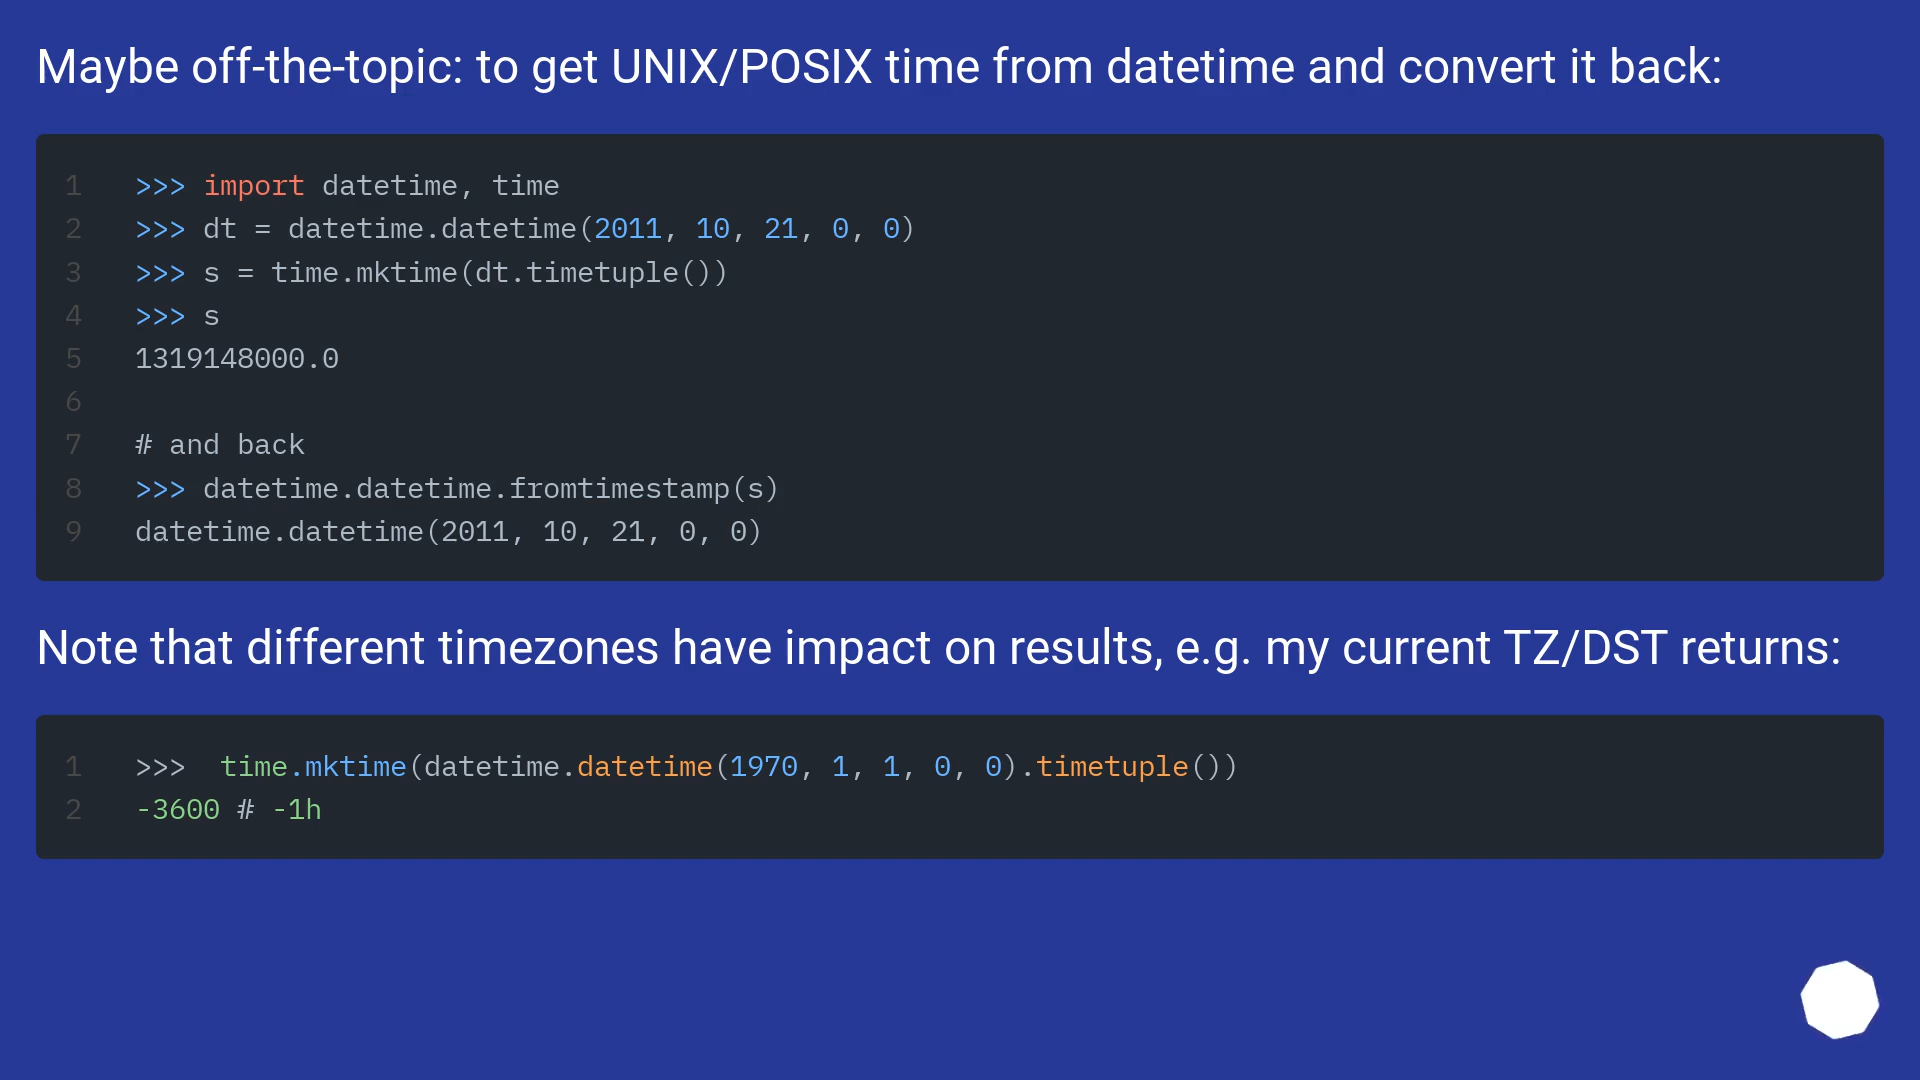 Maybe off-the-topic: to get UNIX/POSIX time from datetime and convert it back:
1 >>> import datetime, time
2 >>> dt = datetime.datetime(2011, 10, 21, 0, 0)
3 >>> s = time.mktime(dt.timetuple())
4 >>> s
5 1319148000.0
6
7 # and back
8 >>> datetime.datetime.fromtimestamp(s)
9 datetime.datetime(2011, 10, 21, 0, 0)
Note that different timezones have impact on results, e.g. my current TZ/DST returns:
1 >>>  time.mktime(datetime.datetime(1970, 1, 1, 0, 0).timetuple())
2 -3600 # -1h